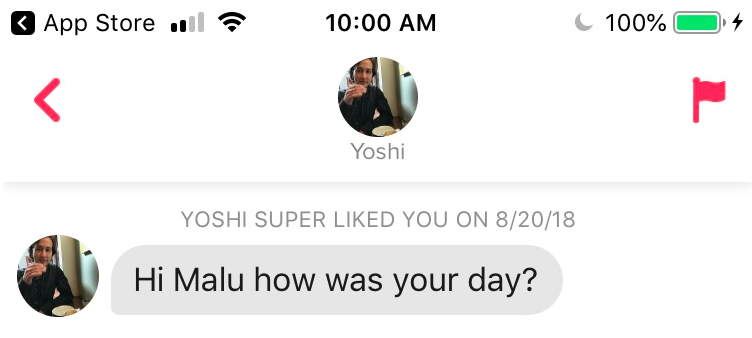 App Store 10:00 AM 100%
Yoshi
YOSHI SUPER LIKED YOU ON 8/20/18
Hi Malu how was your day?